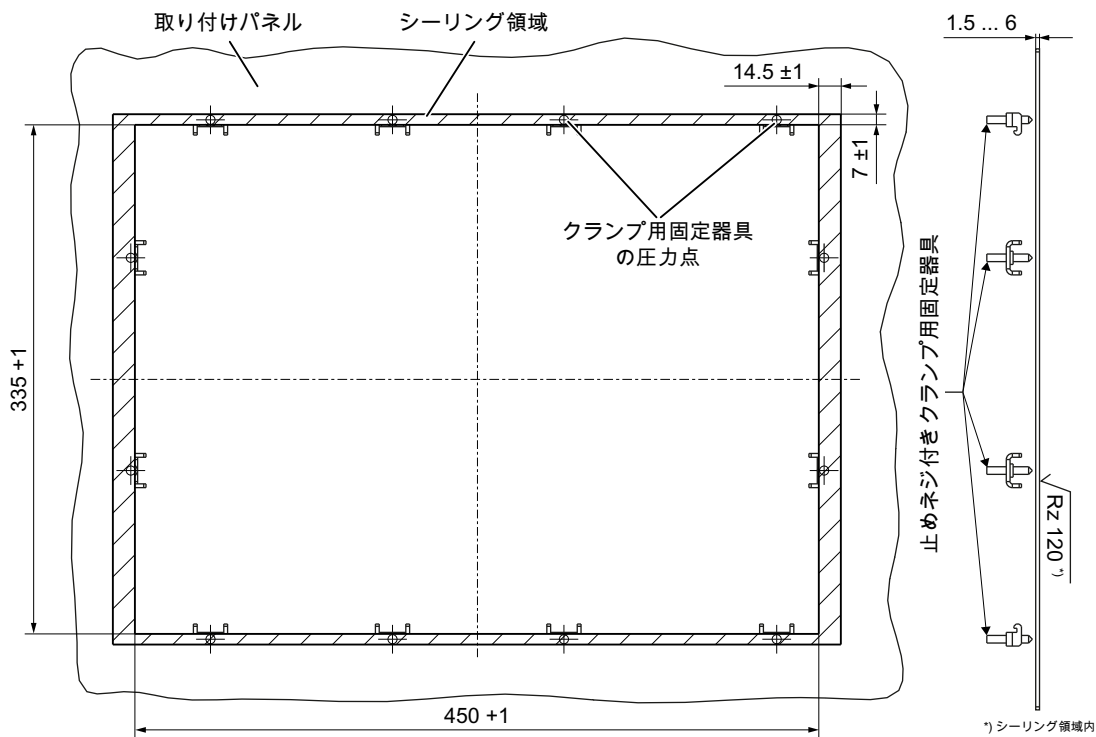 取り付けパネル
シーリング領域
1.5 ... 6
14.5 ±1
7 ±1
クランプ用固定器具
の圧力点
止めネジ付きクランプ用固定器具
335 +1
Rz 120 *)
450 +1
*) シーリング領域内